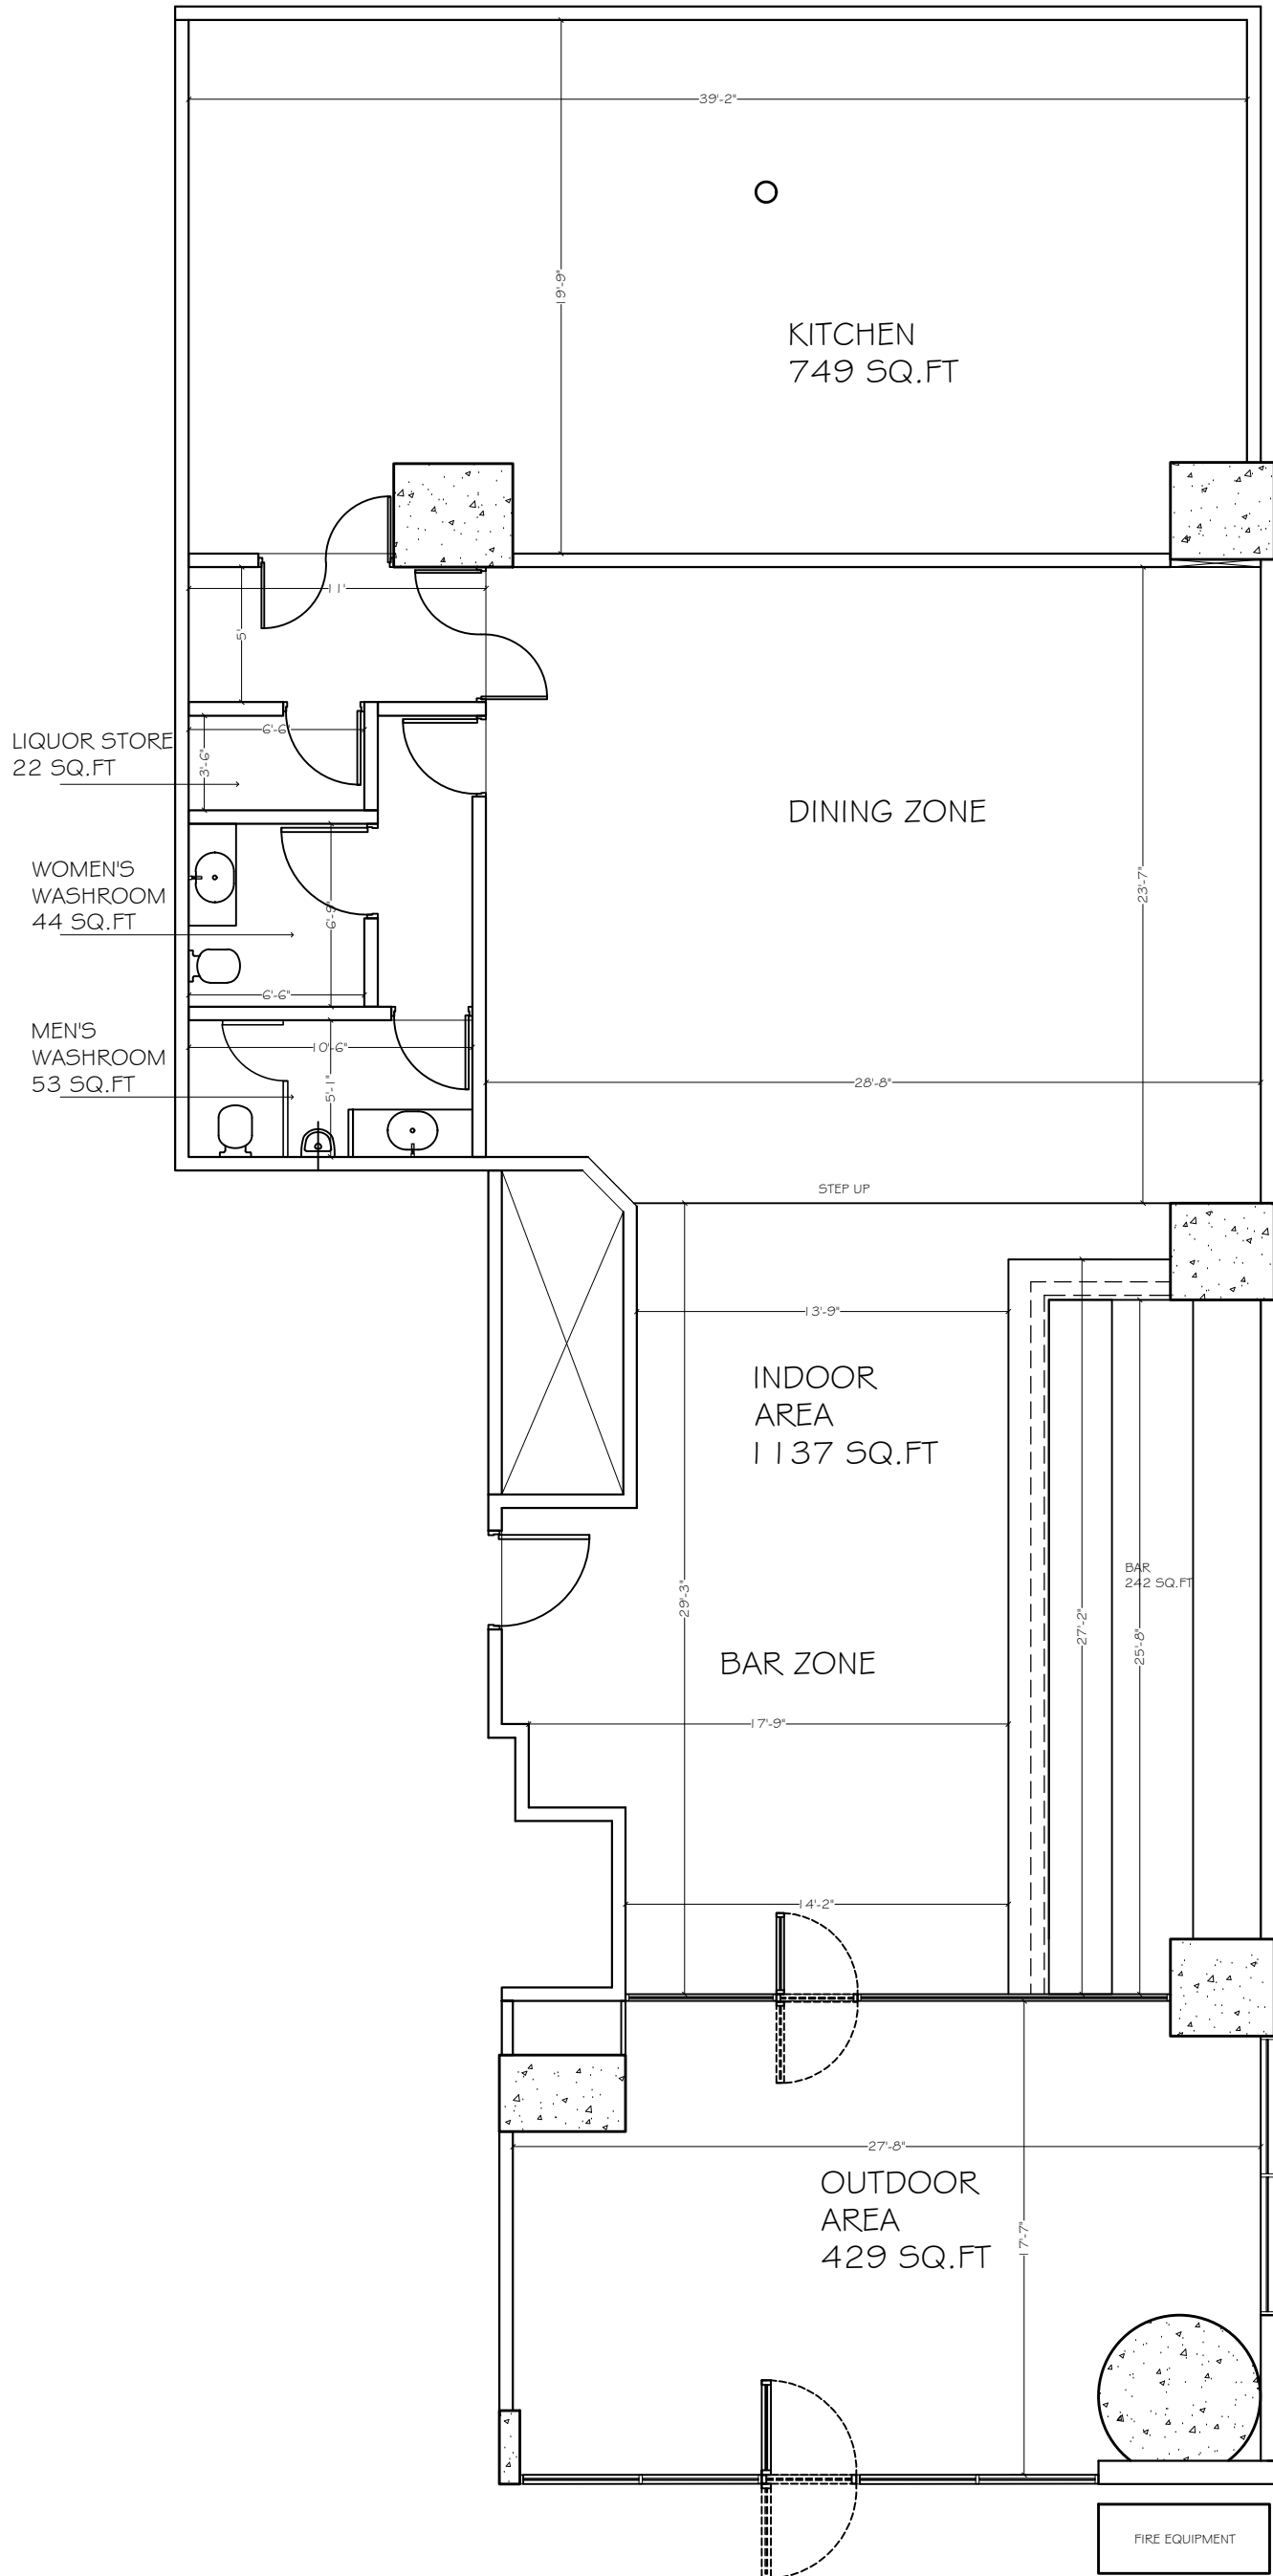 39'-2"
19'-9"
KITCHEN
749 SQ.FT
11'
5'
6'-6"
3'-6"
LIQUOR STORE
22 SQ.FT
DINING ZONE
WOMEN'S
WASHROOM
44 SQ.FT
6'-9"
23'-7"
6'-6"
MEN'S
WASHROOM
53 SQ.FT
10'-6"
5'-1"
28'-8"
STEP UP
13'-9"
INDOOR
AREA
1137 SQ.FT
BAR
242 SQ.FT
29'-3"
27'-2"
25'-8"
BAR ZONE
17'-9"
14'-2"
27'-8"
OUTDOOR
AREA
429 SQ.FT
17'-7"
FIRE EQUIPMENT